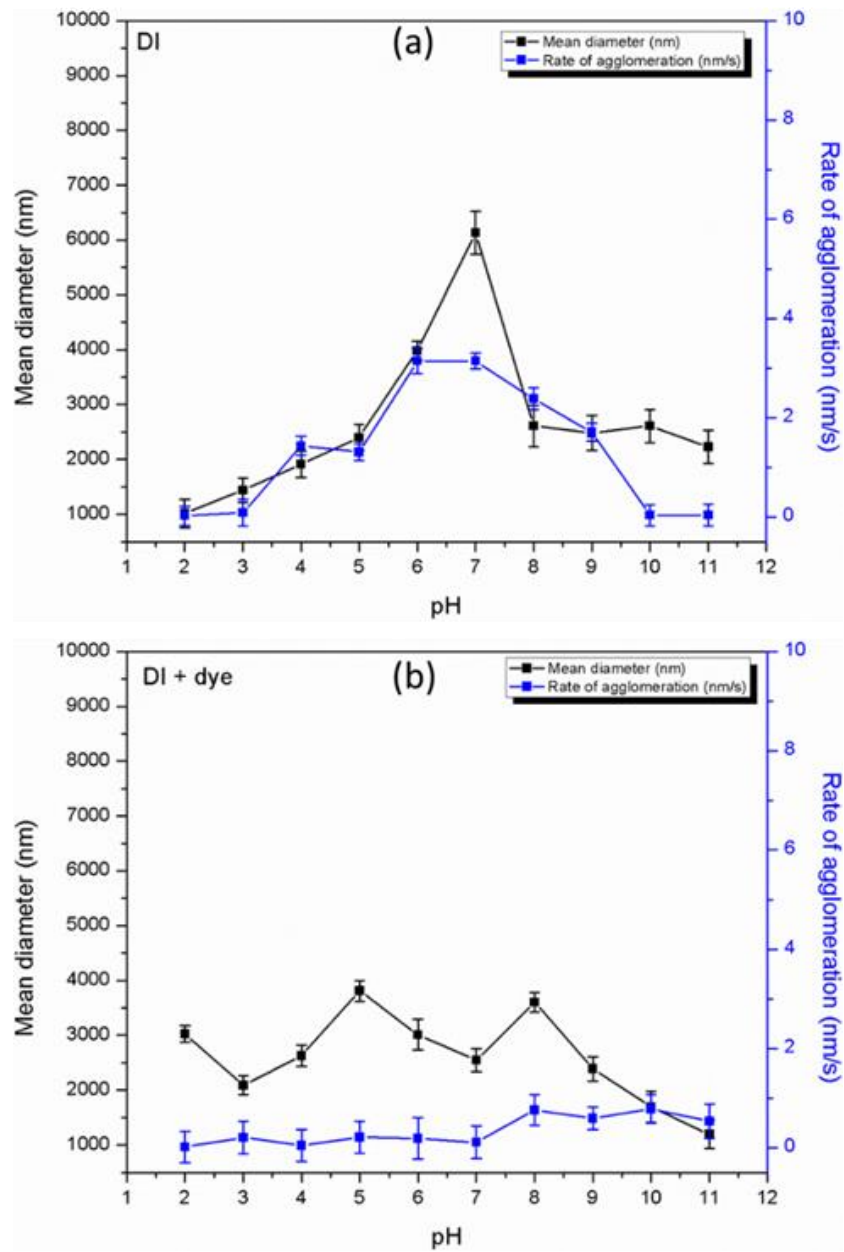 DI
(a)
Mean diameter (nm)
Rate of agglomeration (nm/s)
10000
9000
8000
7000
6000
5000
4000
3000
2000
1000
Mean diameter (nm)
10
8
6
4
2
0
Rate of agglomeration (nm/s)
1 2 3 4 5 6 7 8 9 10 11 12
pH
DI + dye
(b)
Mean diameter (nm)
Rate of agglomeration (nm/s)
10000
9000
8000
7000
6000
5000
4000
3000
2000
1000
Mean diameter (nm)
10
8
6
4
2
0
Rate of agglomeration (nm/s)
1 2 3 4 5 6 7 8 9 10 11 12
pH